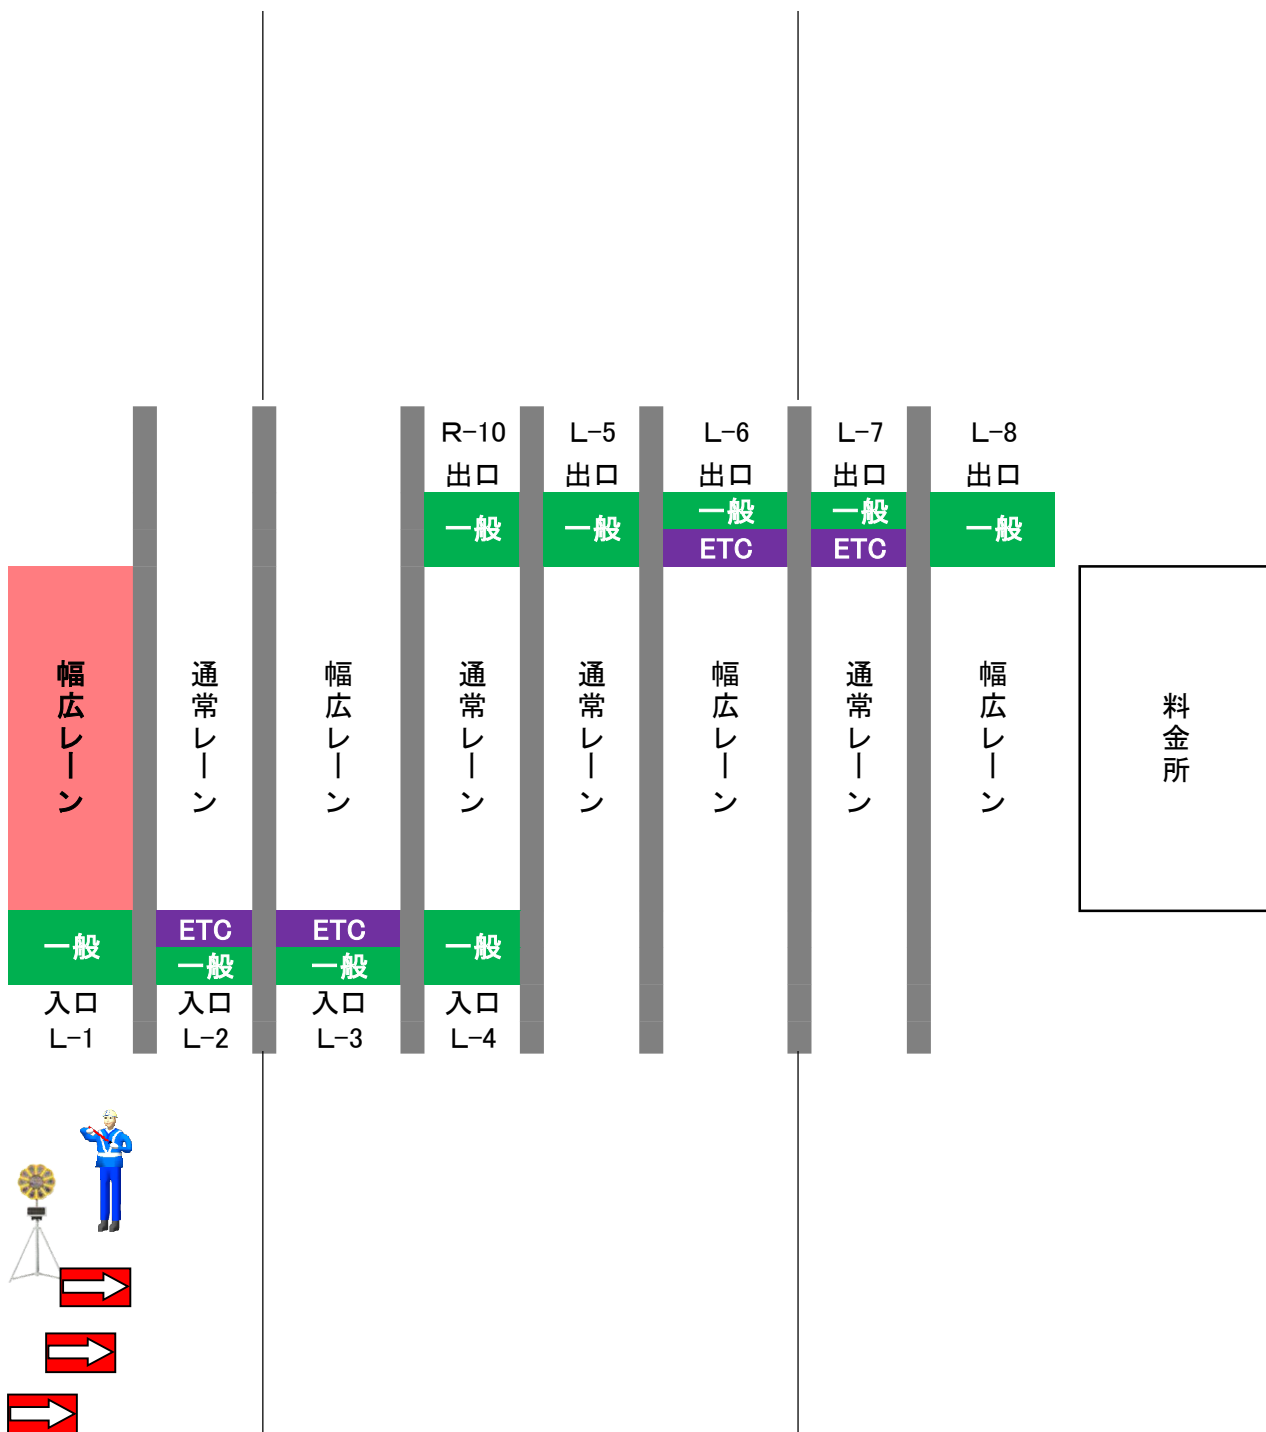 R-10 L-5 L-6 L-7 L-8
出口 出口 出口 出口 出口
一般 一般 一般 一般 一般
ETC ETC
幅広レーン
通常レーン
幅広レーン
通常レーン
通常レーン
幅広レーン
通常レーン
幅広レーン
料金所
一般 ETC ETC 一般
一般 一般
入口 入口 入口 入口
L-1 L-2 L-3 L-4